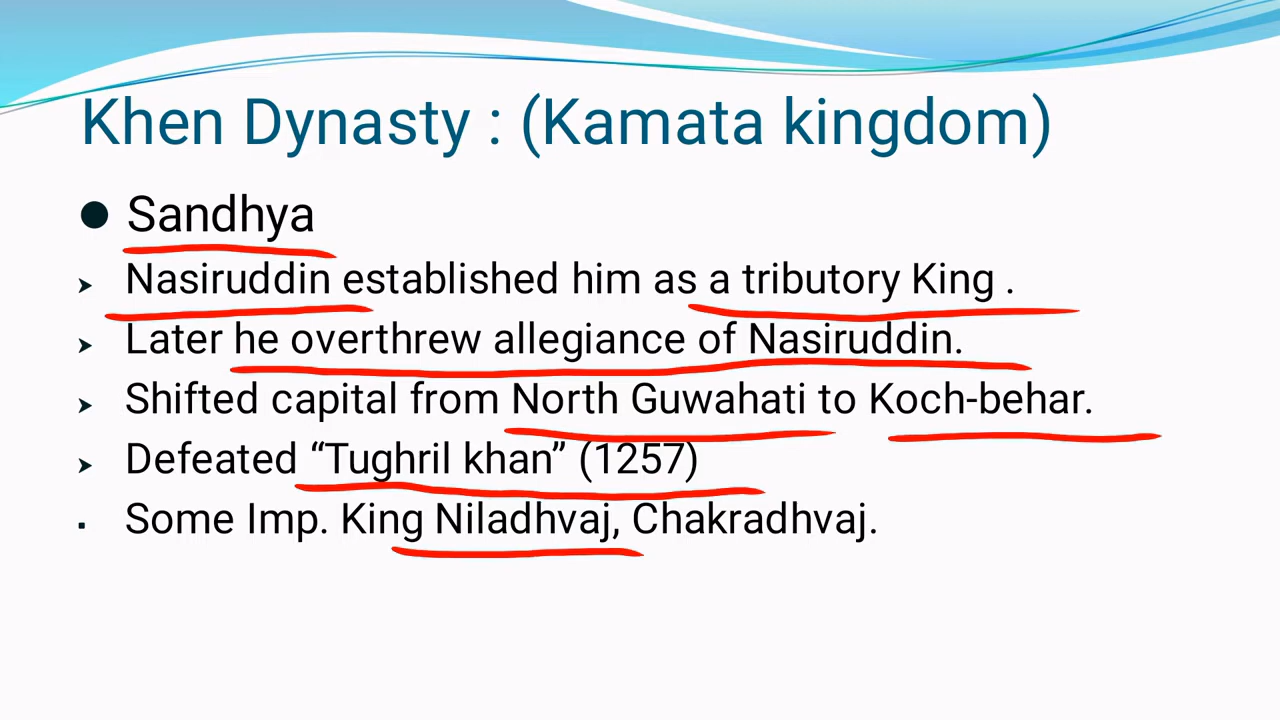 Khen Dynasty : (Kamata kingdom)
● Sandhya
➤ Nasiruddin established him as a tributory King .
➤ Later he overthrew allegiance of Nasiruddin.
➤ Shifted capital from North Guwahati to Koch-behar.
➤ Defeated “Tughril khan” (1257)
▪ Some Imp. King Niladhvaj, Chakradhvaj.